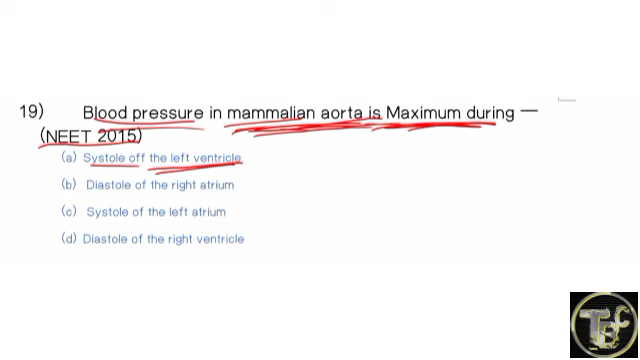 19) Blood pressure in mammalian aorta is Maximum during —
(NEET 2015)
(a) Systole off the left ventricle
(b) Diastole of the right atrium
(c) Systole of the left atrium
(d) Diastole of the right ventricle